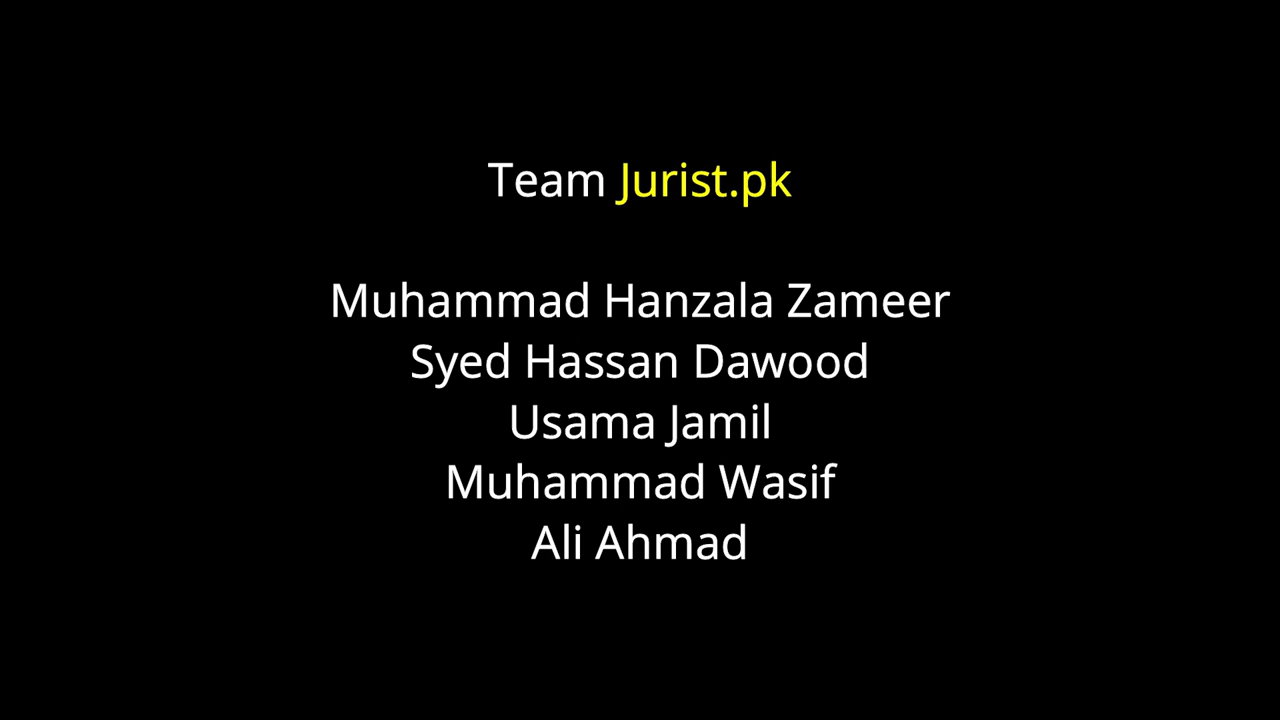 Team Jurist.pk
Muhammad Hanzala Zameer
Syed Hassan Dawood
Usama Jamil
Muhammad Wasif
Ali Ahmad